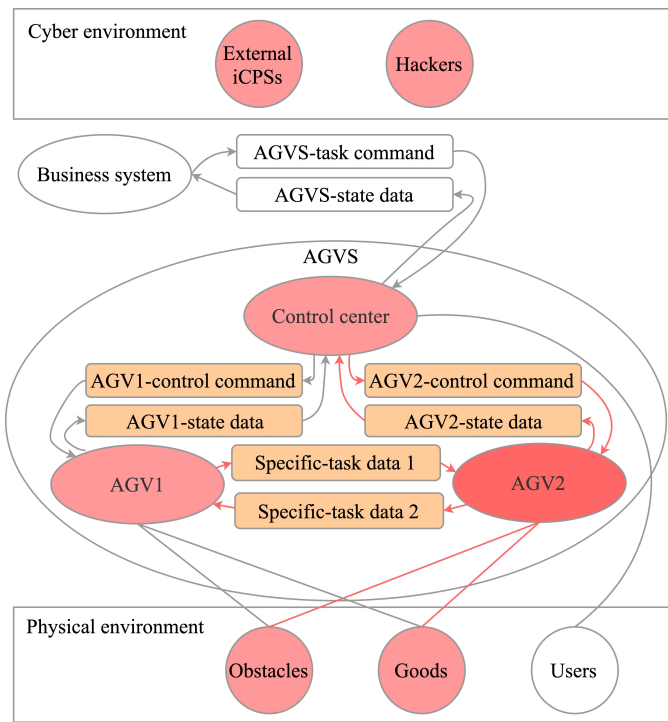 Cyber environment
External
iCPSs
Hackers
AGVS-task command
Business system
AGVS-state data
AGVS
Control center
AGV1-control command
AGV2-control command
AGV1-state data
AGV2-state data
Specific-task data 1
AGV1
AGV2
Specific-task data 2
Physical environment
Obstacles
Goods
Users